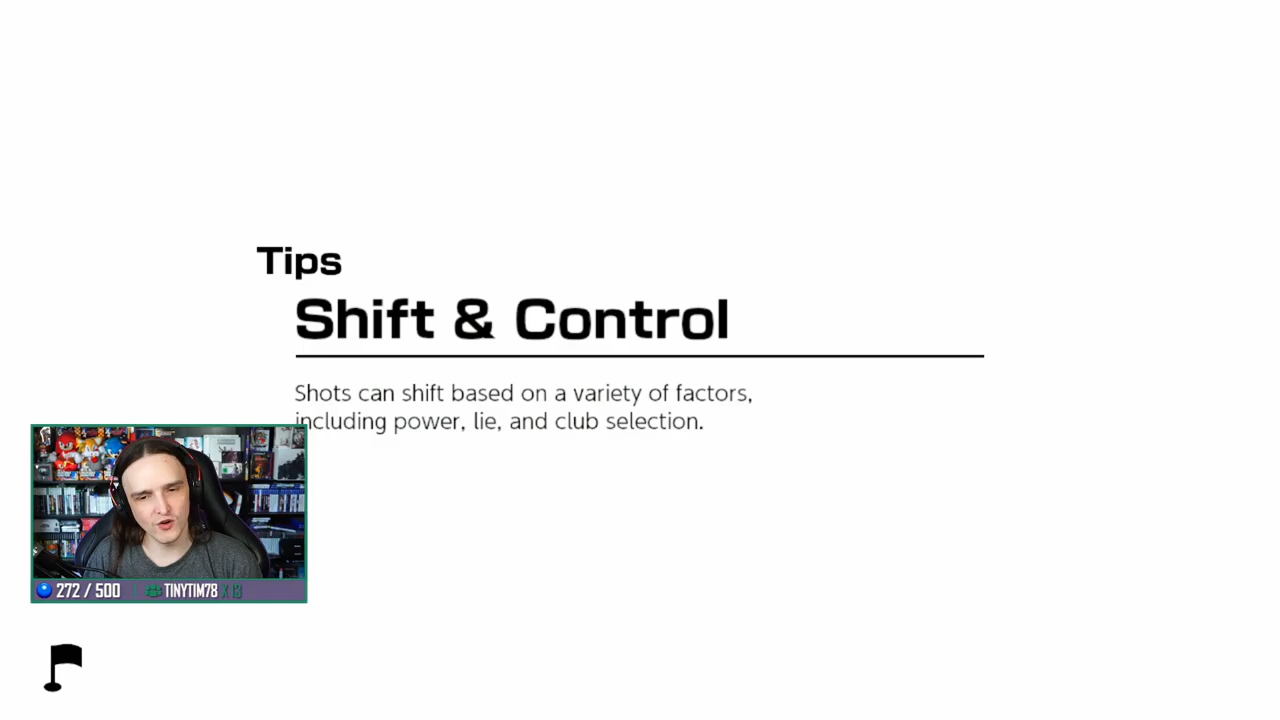 Tips
Shift & Control
Shots can shift based on a variety of factors,
including power, lie, and club selection.
272 / 500
TINYTIM78 X 13